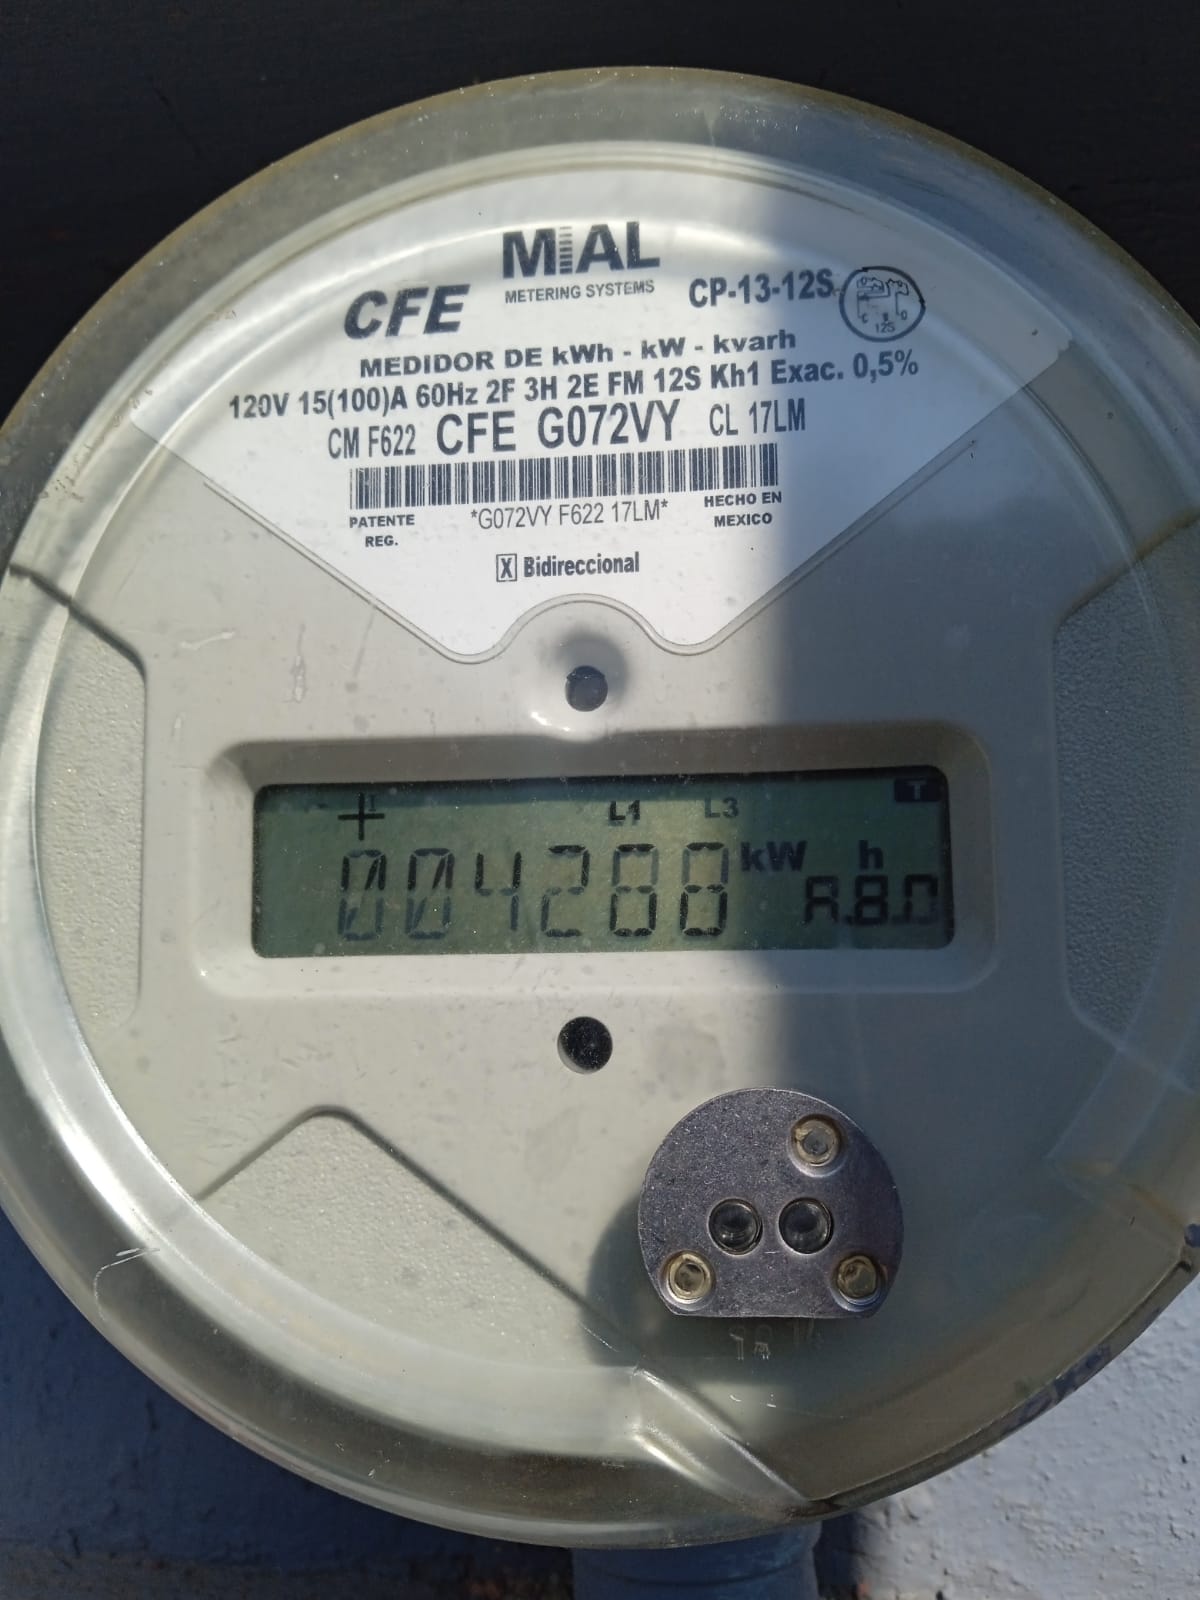 MIAL
METERING SYSTEMS
CFE
CP-13-12S
C B O
12S
MEDIDOR DE kWh - kW - kvarh
120V 15(100)A 60Hz 2F 3H 2E FM 12S Kh1 Exac. 0,5%
CM F622 CFE G072VY CL 17LM
PATENTE REG.
*G072VY F622 17LM*
HECHO EN MEXICO
X Bidireccional
L1 L3 T
kW h